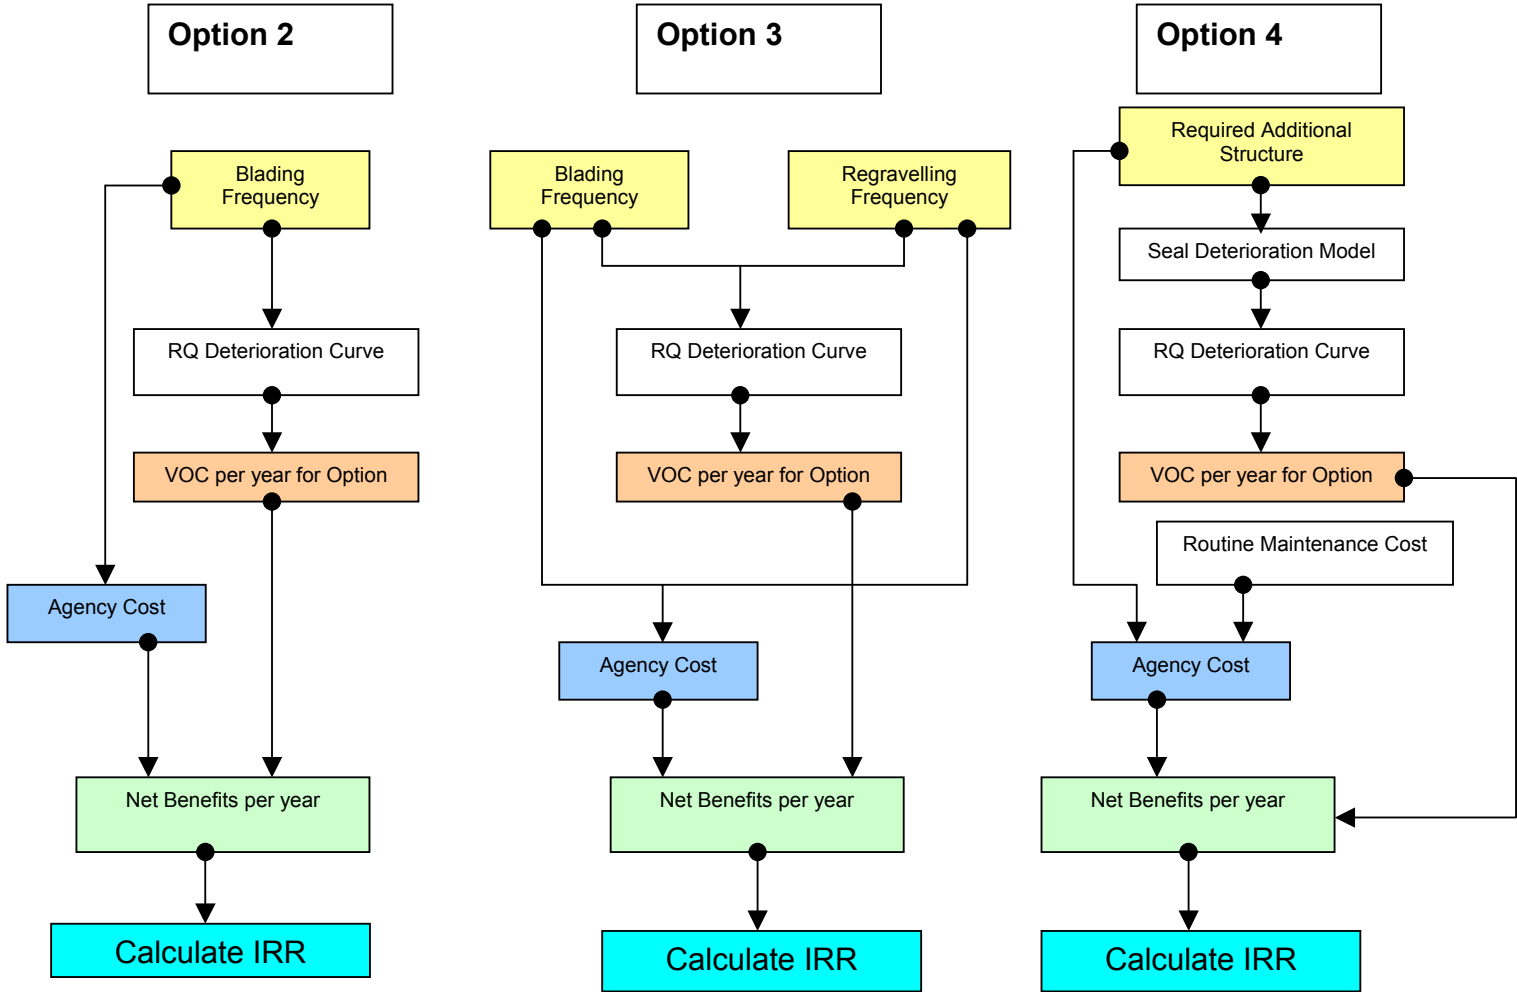 Option 2
Blading
Frequency
RQ Deterioration Curve
VOC per year for Option
Agency Cost
Net Benefits per year
Calculate IRR
Option 3
Blading
Frequency
Regravelling
Frequency
RQ Deterioration Curve
VOC per year for Option
Agency Cost
Net Benefits per year
Calculate IRR
Option 4
Required Additional
Structure
Seal Deterioration Model
RQ Deterioration Curve
VOC per year for Option
Routine Maintenance Cost
Agency Cost
Net Benefits per year
Calculate IRR